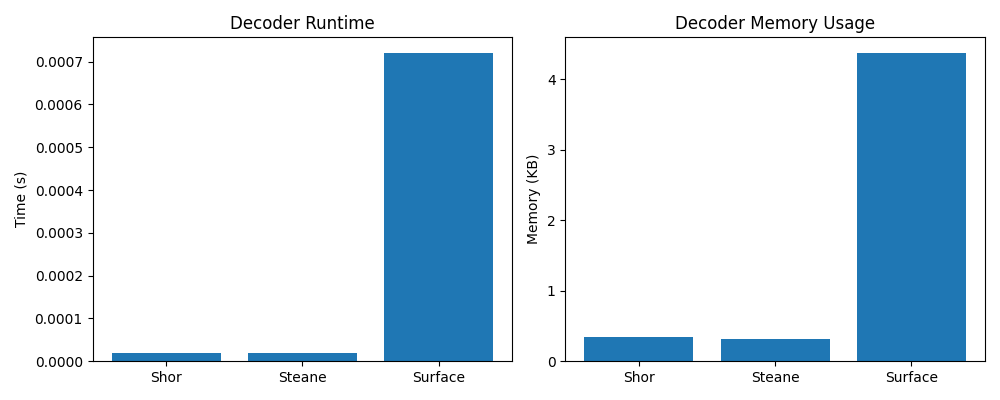 Decoder Runtime
Time (s)
0.0007
0.0006
0.0005
0.0004
0.0003
0.0002
0.0001
0.0000
Shor Steane Surface
Decoder Memory Usage
Memory (KB)
4
3
2
1
0
Shor Steane Surface